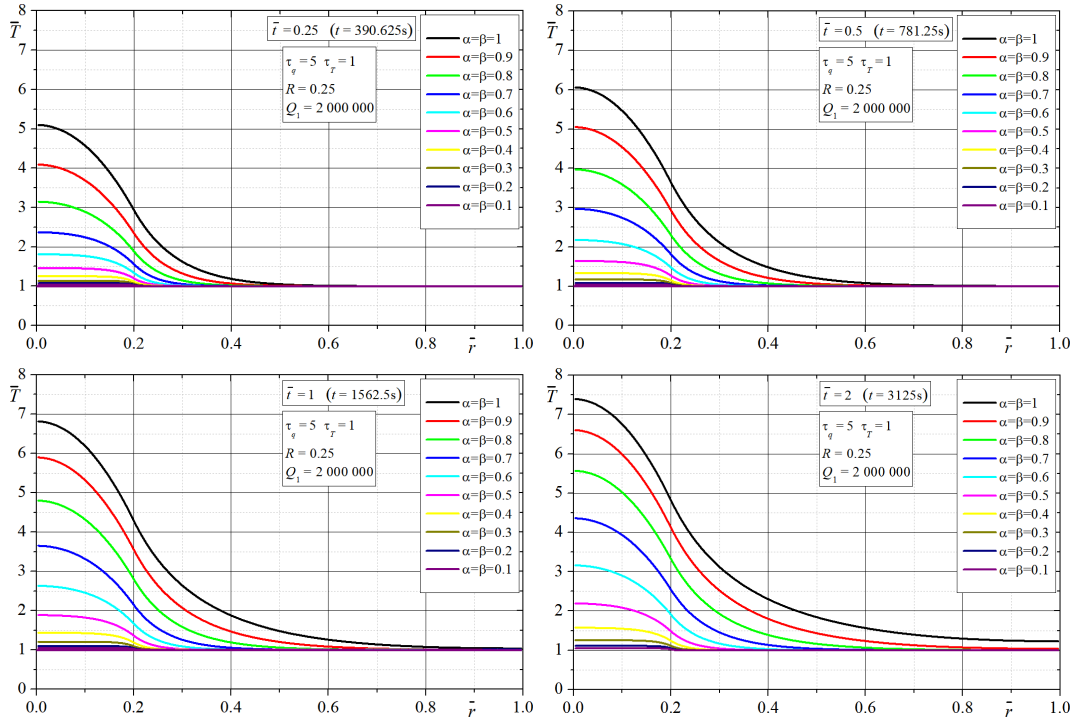 T̄
8
7
6
5
4
3
2
1
0
0.0 0.2 0.4 0.6 0.8 1.0
r̄
t̄ = 0.25 (t = 390.625s)
τq = 5 τT = 1
R = 0.25
Q1 = 2 000 000
α=β=1
α=β=0.9
α=β=0.8
α=β=0.7
α=β=0.6
α=β=0.5
α=β=0.4
α=β=0.3
α=β=0.2
α=β=0.1
T̄
8
7
6
5
4
3
2
1
0
0.0 0.2 0.4 0.6 0.8 1.0
r̄
t̄ = 0.5 (t = 781.25s)
τq = 5 τT = 1
R = 0.25
Q1 = 2 000 000
α=β=1
α=β=0.9
α=β=0.8
α=β=0.7
α=β=0.6
α=β=0.5
α=β=0.4
α=β=0.3
α=β=0.2
α=β=0.1
T̄
8
7
6
5
4
3
2
1
0
0.0 0.2 0.4 0.6 0.8 1.0
r̄
t̄ = 1 (t = 1562.5s)
τq = 5 τT = 1
R = 0.25
Q1 = 2 000 000
α=β=1
α=β=0.9
α=β=0.8
α=β=0.7
α=β=0.6
α=β=0.5
α=β=0.4
α=β=0.3
α=β=0.2
α=β=0.1
T̄
8
7
6
5
4
3
2
1
0
0.0 0.2 0.4 0.6 0.8 1.0
r̄
t̄ = 2 (t = 3125s)
τq = 5 τT = 1
R = 0.25
Q1 = 2 000 000
α=β=1
α=β=0.9
α=β=0.8
α=β=0.7
α=β=0.6
α=β=0.5
α=β=0.4
α=β=0.3
α=β=0.2
α=β=0.1